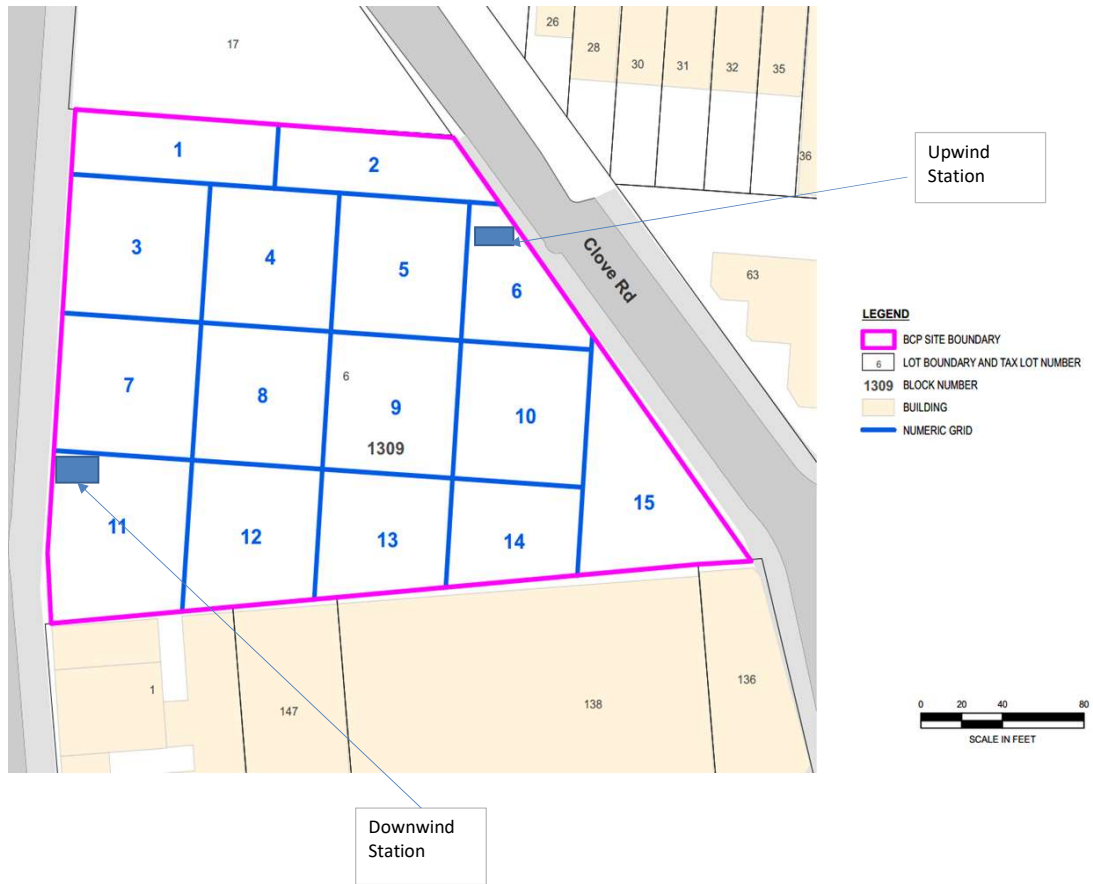 17
26
28
30
31
32
35
36
Upwind
Station
1
2
3
4
5
6
Clove Rd
63
7
8
6
9
1309
10
11
12
13
14
15
LEGEND
BCP SITE BOUNDARY
6 LOT BOUNDARY AND TAX LOT NUMBER
1309 BLOCK NUMBER
BUILDING
NUMERIC GRID
1
147
138
136
0 20 40 80
SCALE IN FEET
Downwind
Station